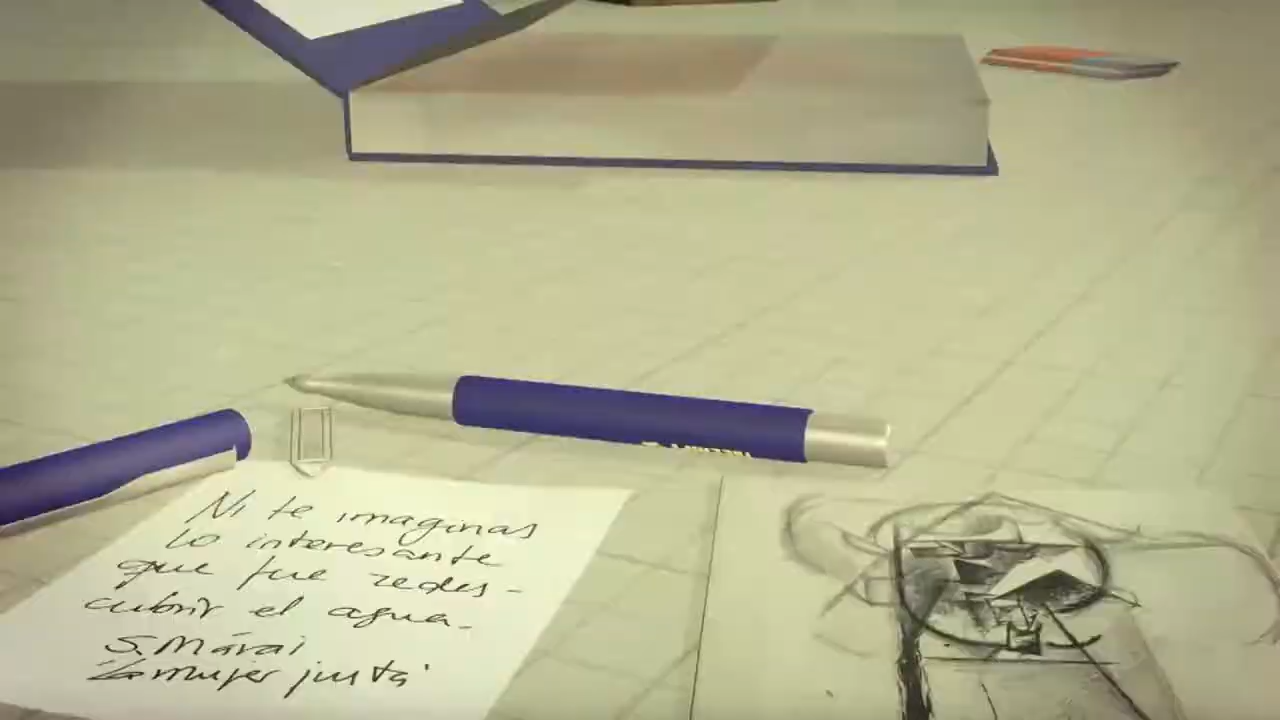 Ni te imaginas
lo interesante
que fue redes-
cubrir el agua.
S. Márai
"La mujer justa"